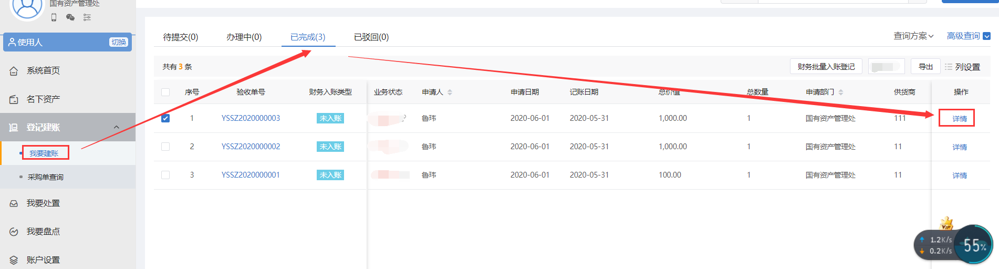 国有资产管理处
使用人 切换
系统首页
名下资产
登记建账
我要建账
采购单查询
我要处置
我要盘点
账户设置
待提交(0) 办理中(0) 已完成(3) 已驳回(0) 查询方案 高级查询
共有 3 条 财务批量入账登记 导出 列设置
序号 验收单号 财务入账类型 业务状态 申请人 申请日期 记账日期 总价值 总数量 申请部门 供货商 操作
1 YSSZ2020000003 未入账 鲁玮 2020-06-01 2020-05-31 1,000.00 1 国有资产管理处 111 详情
2 YSSZ2020000002 未入账 鲁玮 2020-06-01 2020-05-31 1,000.00 1 国有资产管理处 11 详情
3 YSSZ2020000001 未入账 鲁玮 2020-06-01 2020-05-31 100.00 1 国有资产管理处 11 详情
VIP
1.2K/s
0.2K/s
55%